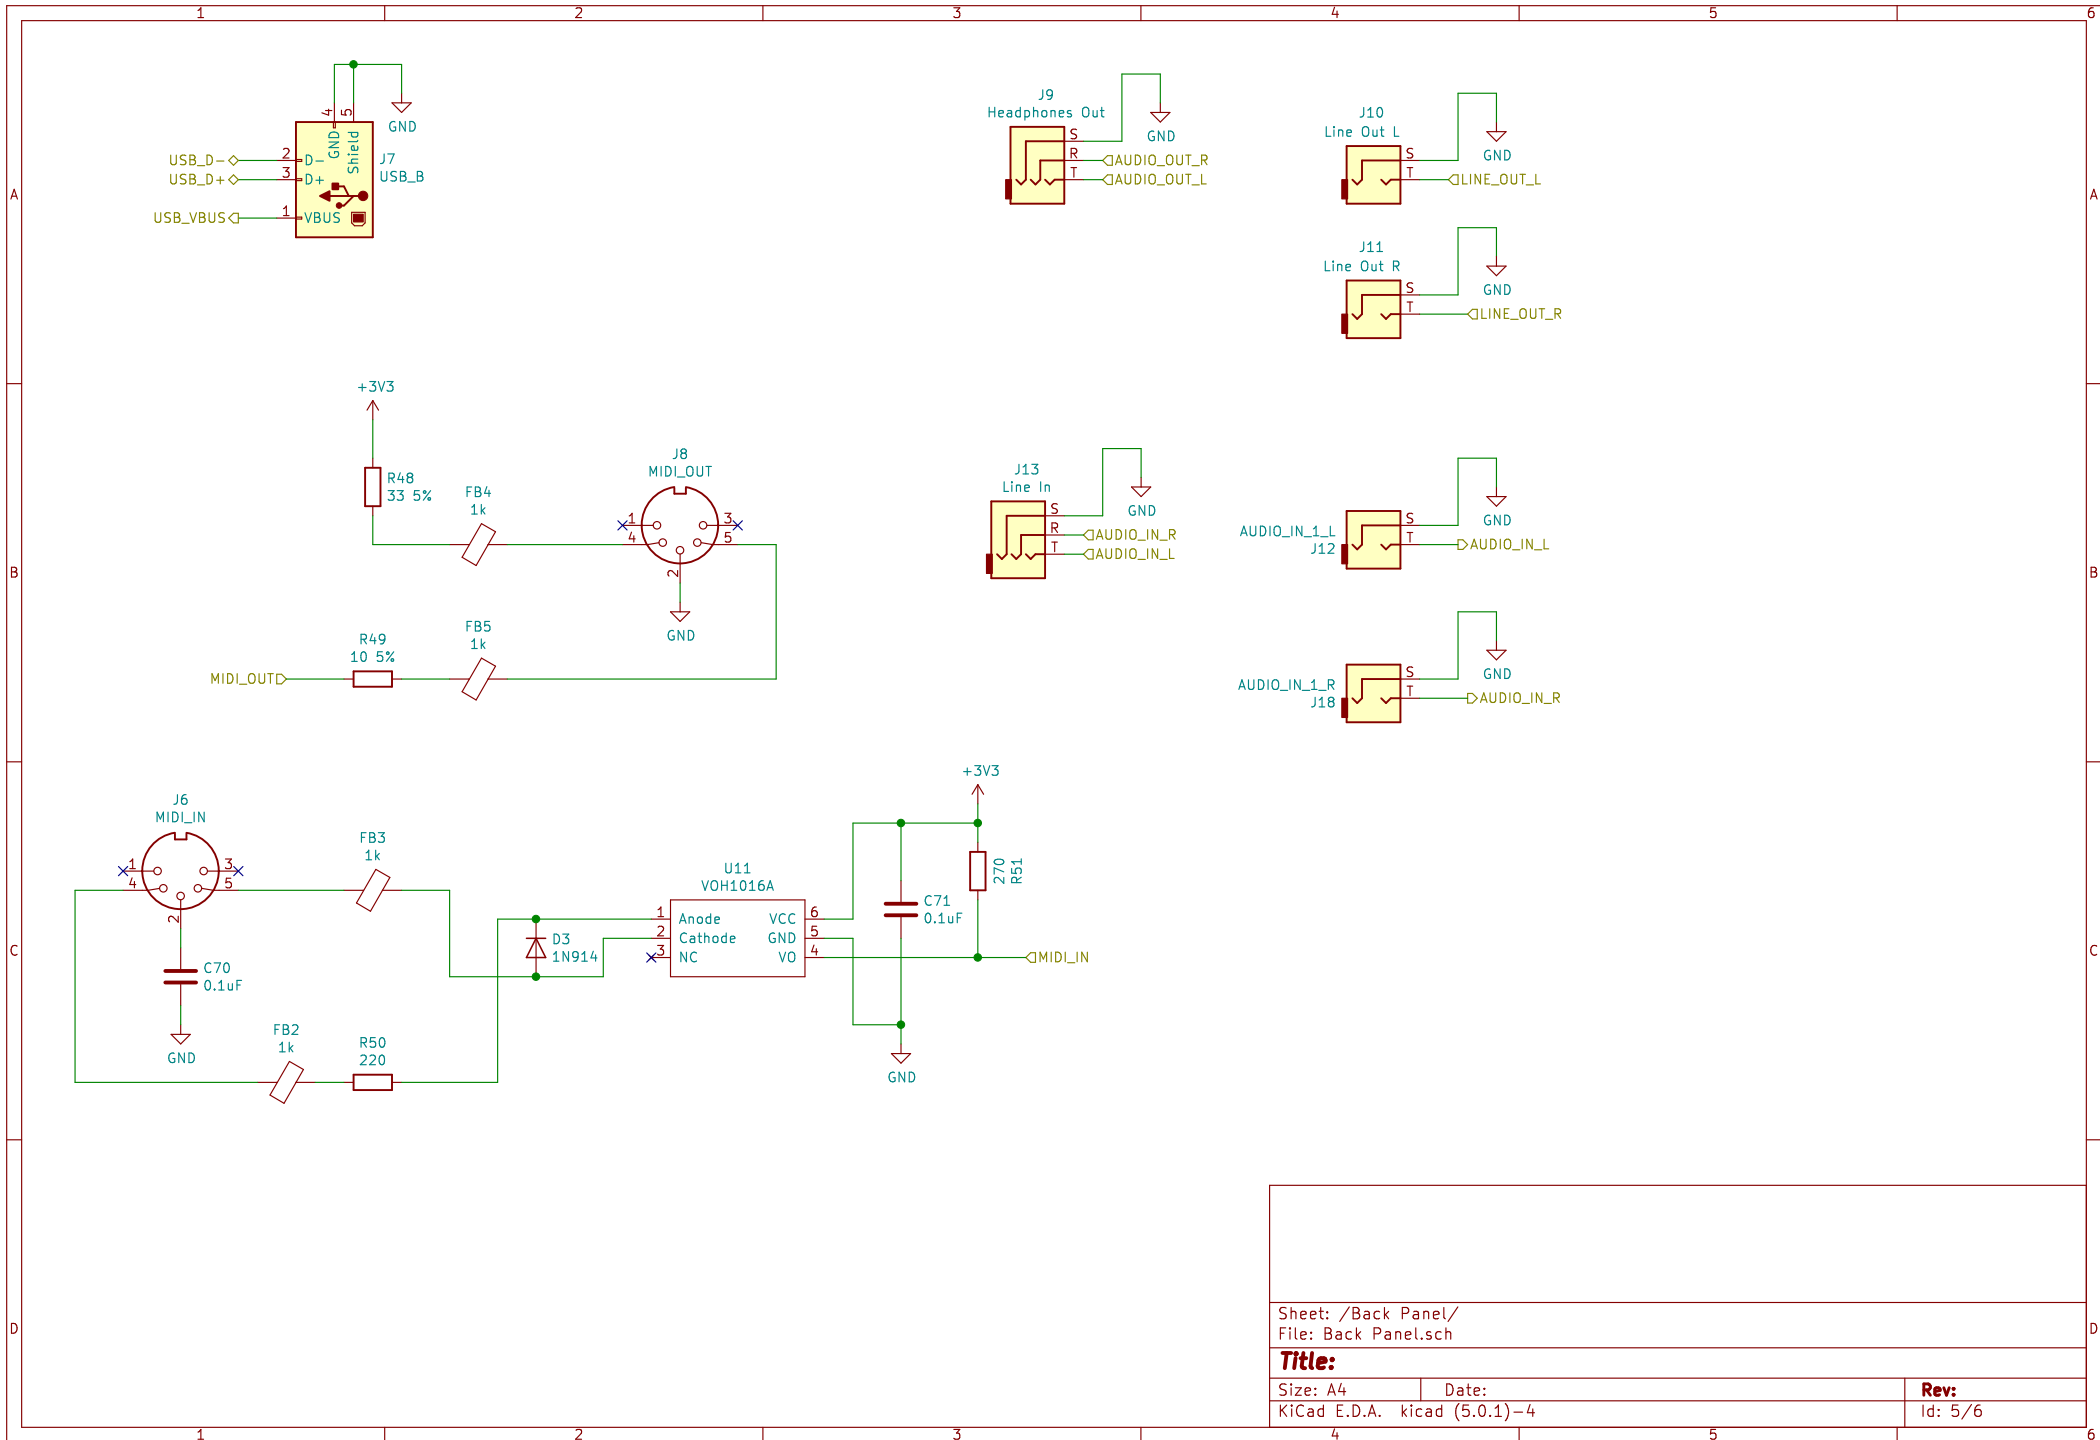 1 2 3 4 5 6
A
B
C
D
A
B
C
D
1 2 3 4 5 6
GND
4
5
GND
Shield
USB_D-
2
D-
USB_D+
3
D+
USB_VBUS
1
VBUS
J7
USB_B
J9
Headphones Out
S
R
T
GND
AUDIO_OUT_R
AUDIO_OUT_L
J10
Line Out L
S
T
GND
LINE_OUT_L
J11
Line Out R
S
T
GND
LINE_OUT_R
+3V3
R48
33 5%
FB4
1k
J8
MIDI_OUT
1
4
3
5
2
GND
MIDI_OUT
R49
10 5%
FB5
1k
J13
Line In
S
R
T
GND
AUDIO_IN_R
AUDIO_IN_L
AUDIO_IN_1_L
J12
S
T
GND
AUDIO_IN_L
AUDIO_IN_1_R
J18
S
T
GND
AUDIO_IN_R
J6
MIDI_IN
1
4
3
5
2
C70
0.1uF
GND
FB3
1k
FB2
1k
R50
220
D3
1N914
U11
VOH1016A
1 Anode
2 Cathode
3 NC
VCC 6
GND 5
VO 4
+3V3
C71
0.1uF
270
R51
MIDI_IN
GND
Sheet: /Back Panel/
File: Back Panel.sch
Title:
Size: A4 Date: Rev:
KiCad E.D.A. kicad (5.0.1)-4 Id: 5/6